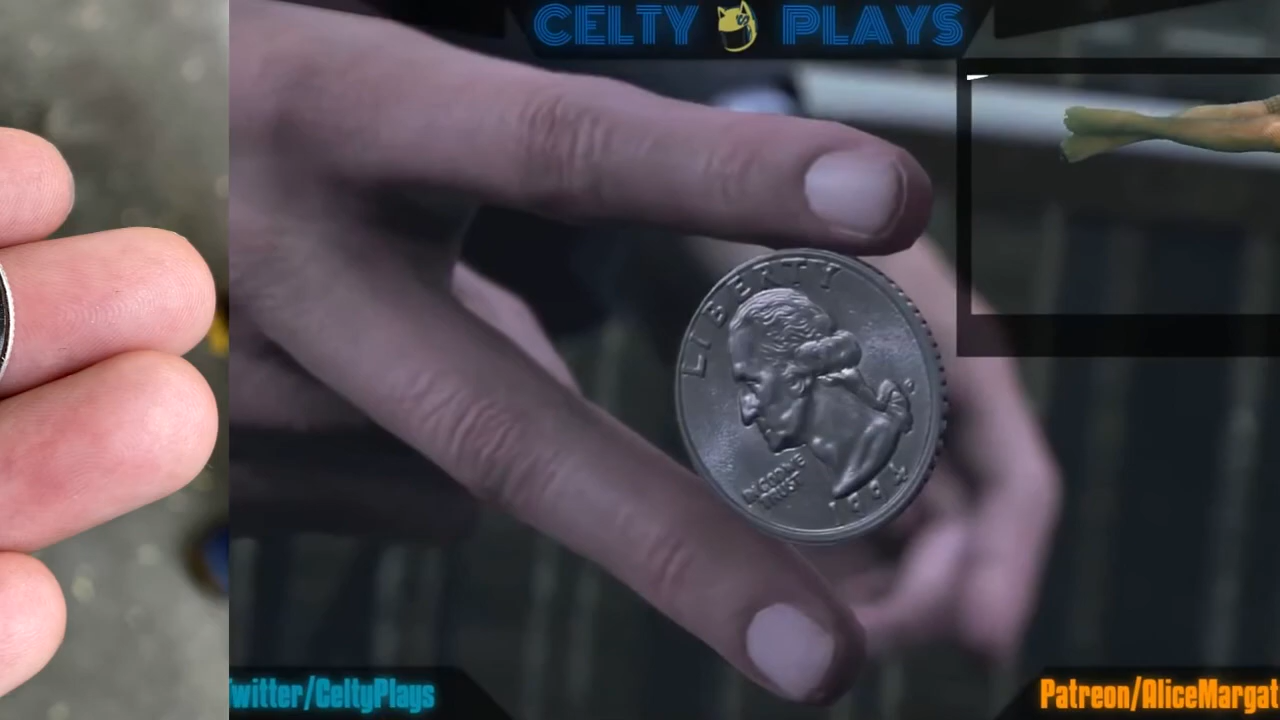 CELTY PLAYS
LIBERTY
IN GOD WE
TRUST
1994
Twitter/CeltyPlays
Patreon/AliceMargat